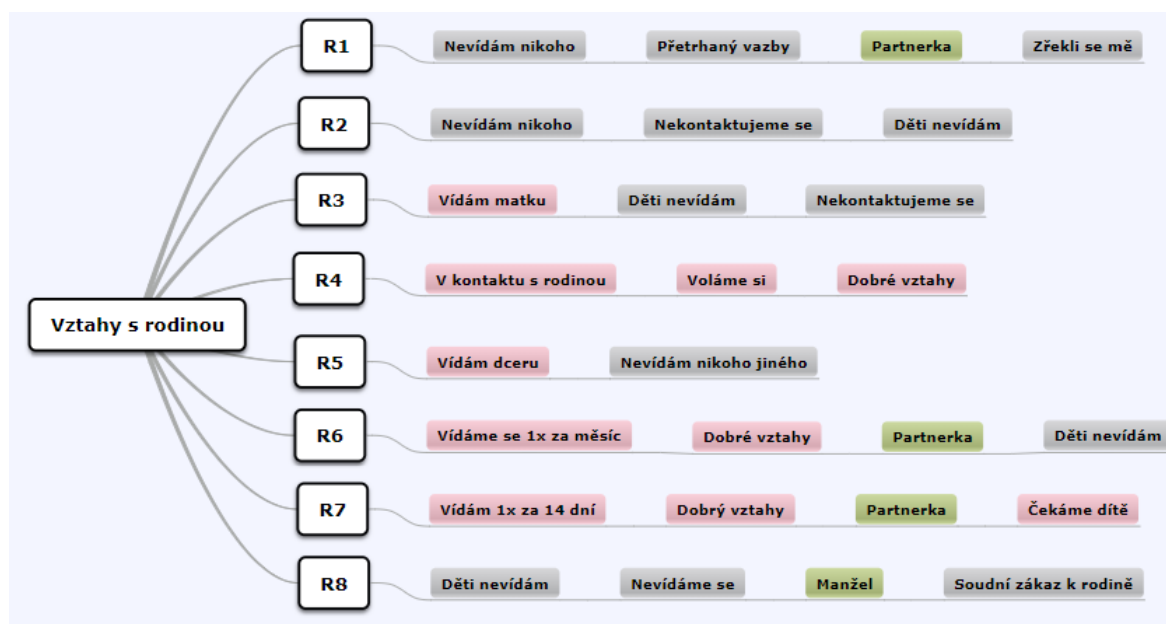 R1 Nevídám nikoho Přetrhaný vazby Partnerka Zřekli se mě
R2 Nevídám nikoho Nekontaktujeme se Děti nevídám
R3 Vídám matku Děti nevídám Nekontaktujeme se
R4 V kontaktu s rodinou Voláme si Dobré vztahy
Vztahy s rodinou
R5 Vídám dceru Nevídám nikoho jiného
R6 Vídáme se 1x za měsíc Dobré vztahy Partnerka Děti nevídám
R7 Vídám 1x za 14 dní Dobrý vztahy Partnerka Čekáme dítě
R8 Děti nevídám Nevídáme se Manžel Soudní zákaz k rodině